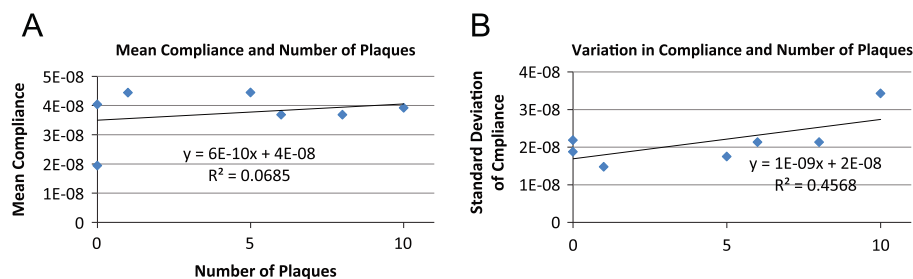 A
Mean Compliance and Number of Plaques
Mean Compliance
5E-08
4E-08
3E-08
2E-08
1E-08
0
y = 6E-10x + 4E-08
R² = 0.0685
0 5 10
Number of Plaques
B
Variation in Compliance and Number of Plaques
Standard Deviation
of Cmpliance
4E-08
3E-08
2E-08
1E-08
0
y = 1E-09x + 2E-08
R² = 0.4568
0 5 10